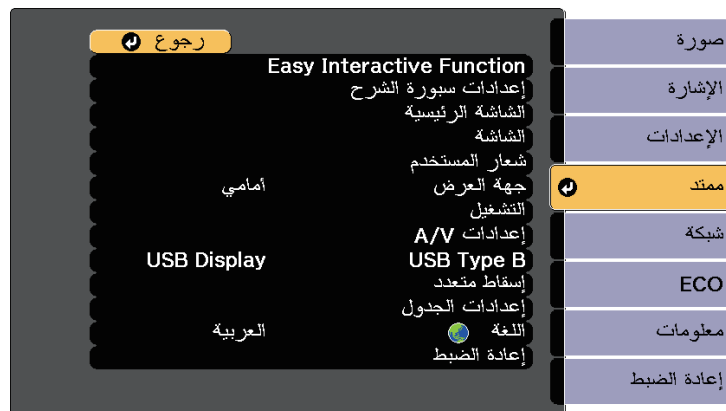 صورة
الإشارة
الإعدادات
ممتد
شبكة
ECO
معلومات
إعادة الضبط
رجوع
Easy Interactive Function
إعدادات سبورة الشرح
الشاشة الرئيسية
الشاشة
شعار المستخدم
جهة العرض أمامي
التشغيل
إعدادات A/V
USB Type B USB Display
إسقاط متعدد
إعدادات الجدول
اللغة العربية
إعادة الضبط